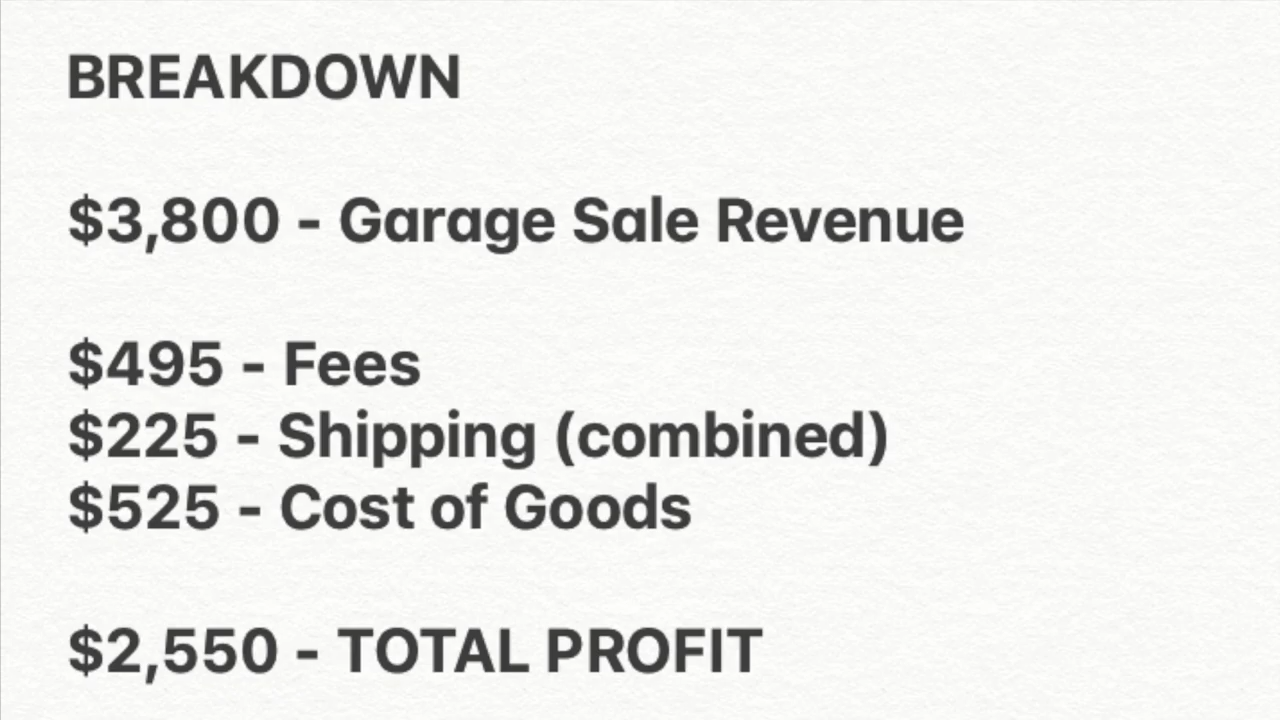 BREAKDOWN
$3,800 - Garage Sale Revenue
$495 - Fees
$225 - Shipping (combined)
$525 - Cost of Goods
$2,550 - TOTAL PROFIT